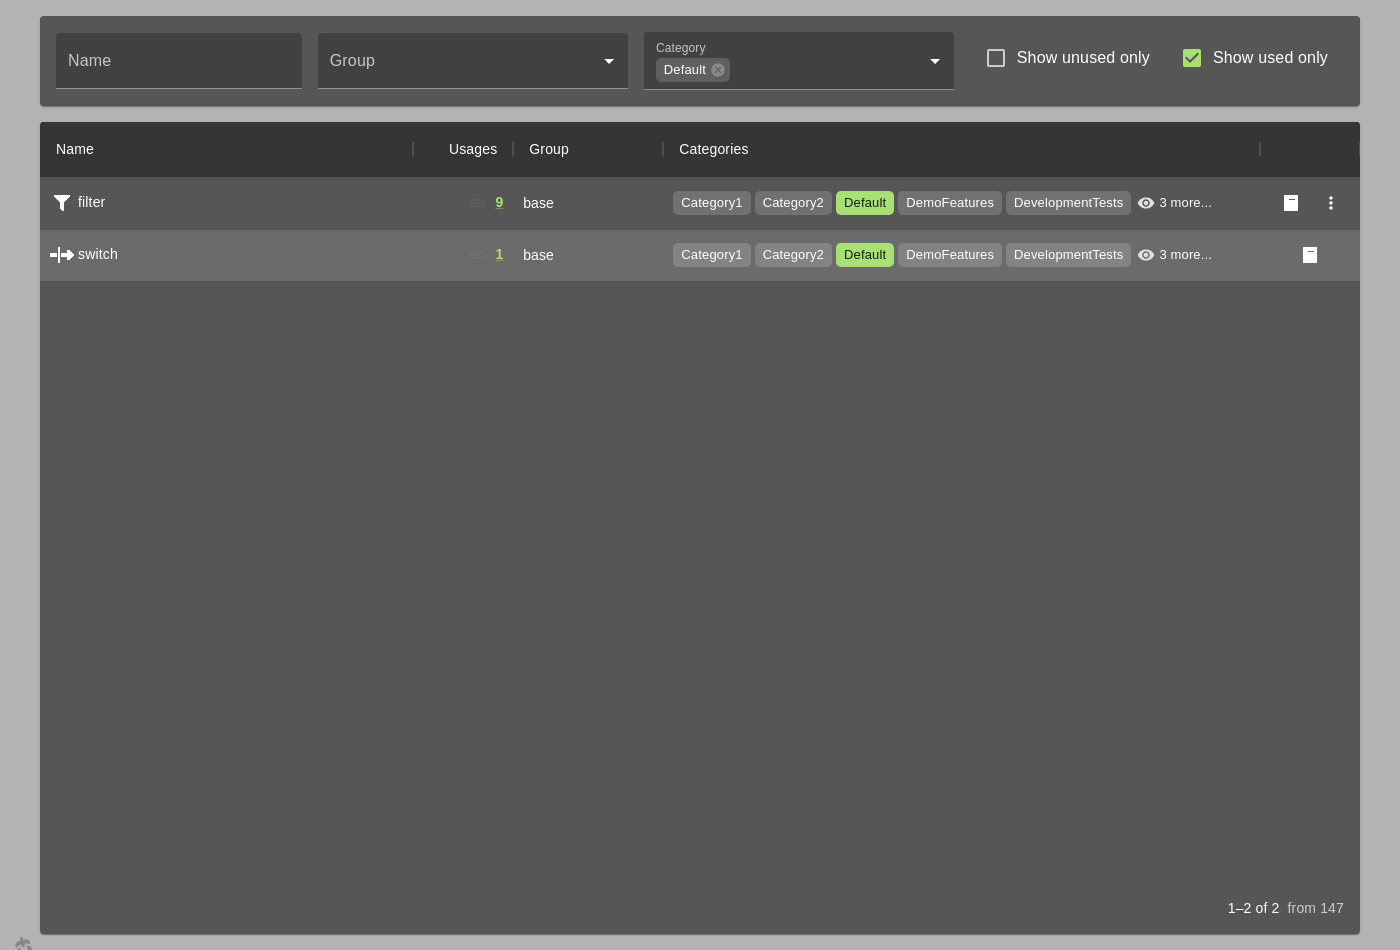 Name
Group
Category
Default
Show unused only
Show used only
Name Usages Group Categories
filter 9 base Category1 Category2 Default DemoFeatures DevelopmentTests 3 more...
switch 1 base Category1 Category2 Default DemoFeatures DevelopmentTests 3 more...
1–2 of 2 from 147